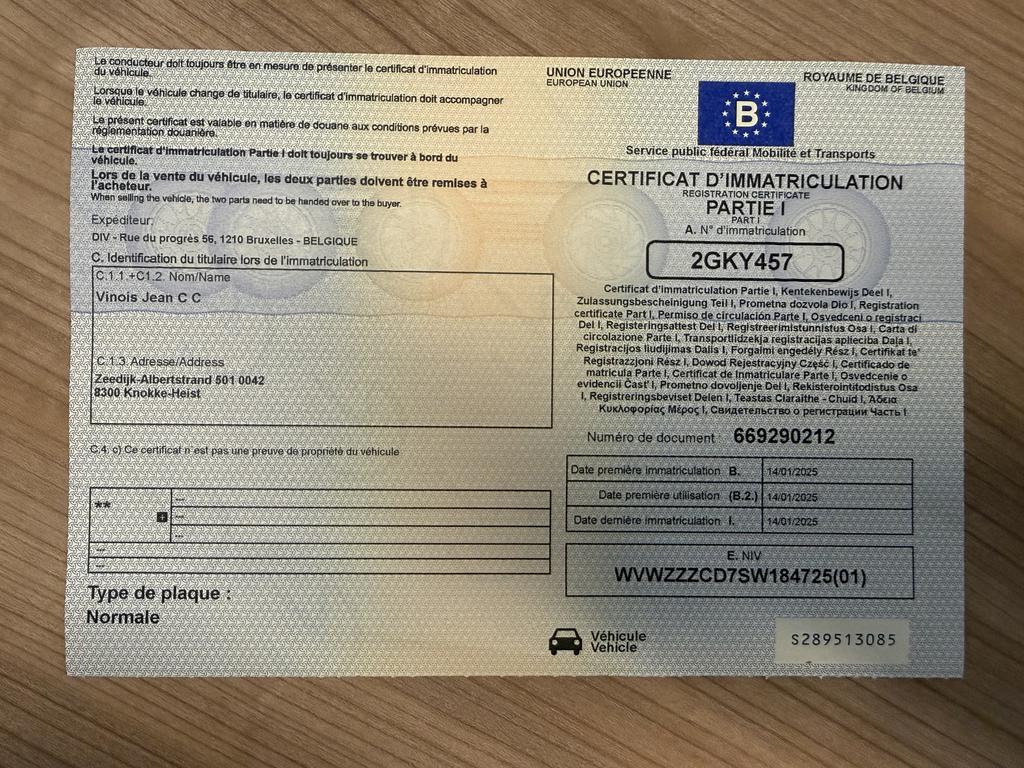 Le conducteur doit toujours être en mesure de présenter le certificat d'immatriculation
du véhicule.
Lorsque le véhicule change de titulaire, le certificat d'immatriculation doit accompagner
le véhicule.
Le présent certificat est valable en matière de douane aux conditions prévues par la
réglementation douanière.
Le certificat d'immatriculation Partie I doit toujours se trouver à bord du
véhicule.
Lors de la vente du véhicule, les deux parties doivent être remises à
l'acheteur.
When selling the vehicle, the two parts need to be handed over to the buyer.
Expéditeur:
DIV - Rue du progrès 56, 1210 Bruxelles - BELGIQUE
C. Identification du titulaire lors de l'immatriculation
C.1.1.+C1.2. Nom/Name
Vinois Jean C C
C.1.3. Adresse/Address
Zeedijk-Albertstrand 501 0042
8300 Knokke-Heist
C.4. c) Ce certificat n'est pas une preuve de propriété du véhicule
**
---
---
---
---
---
Type de plaque :
Normale
UNION EUROPEENNE
EUROPEAN UNION
B
ROYAUME DE BELGIQUE
KINGDOM OF BELGIUM
Service public fédéral Mobilité et Transports
CERTIFICAT D'IMMATRICULATION
REGISTRATION CERTIFICATE
PARTIE I
PART I
A. N° d'immatriculation
2GKY457
Certificat d'immatriculation Partie I, Kentekenbewijs Deel I,
Zulassungsbescheinigung Teil I, Prometna dozvola Dio I, Registration
certificate Part I, Permiso de circulación Parte I, Osvedceni o registraci
Del I, Registeringsattest Del I, Registreerimistunnistus Osa I, Carta di
circolazione Parte I, Transportlidzekja registracijas aplieciba Daļa I,
Registracijos liudijimas Dalis I, Forgalmi engedély Rész I, Certifikat te'
Registrazzjoni Rész I, Dowod Rejestracyjny Część I, Certificado de
matricula Parte I, Certificat de Inmatriculare Parte I, Osvedcenie o
evidencii Cast' I, Prometno dovoljenje Del I, Rekisterointitodistus Osa
I, Registreringsbeviset Delen I, Teastas Claraithe - Chuid I, Άδεια
Κυκλοφορίας Μέρος I, Свидетельство о регистрации Часть I
Numéro de document : 669290212
Date première immatriculation B. 14/01/2025
Date première utilisation (B.2.) 14/01/2025
Date dernière immatriculation I. 14/01/2025
E. NIV
WVWZZZCD7SW184725(01)
Véhicule
Vehicle
S289513085